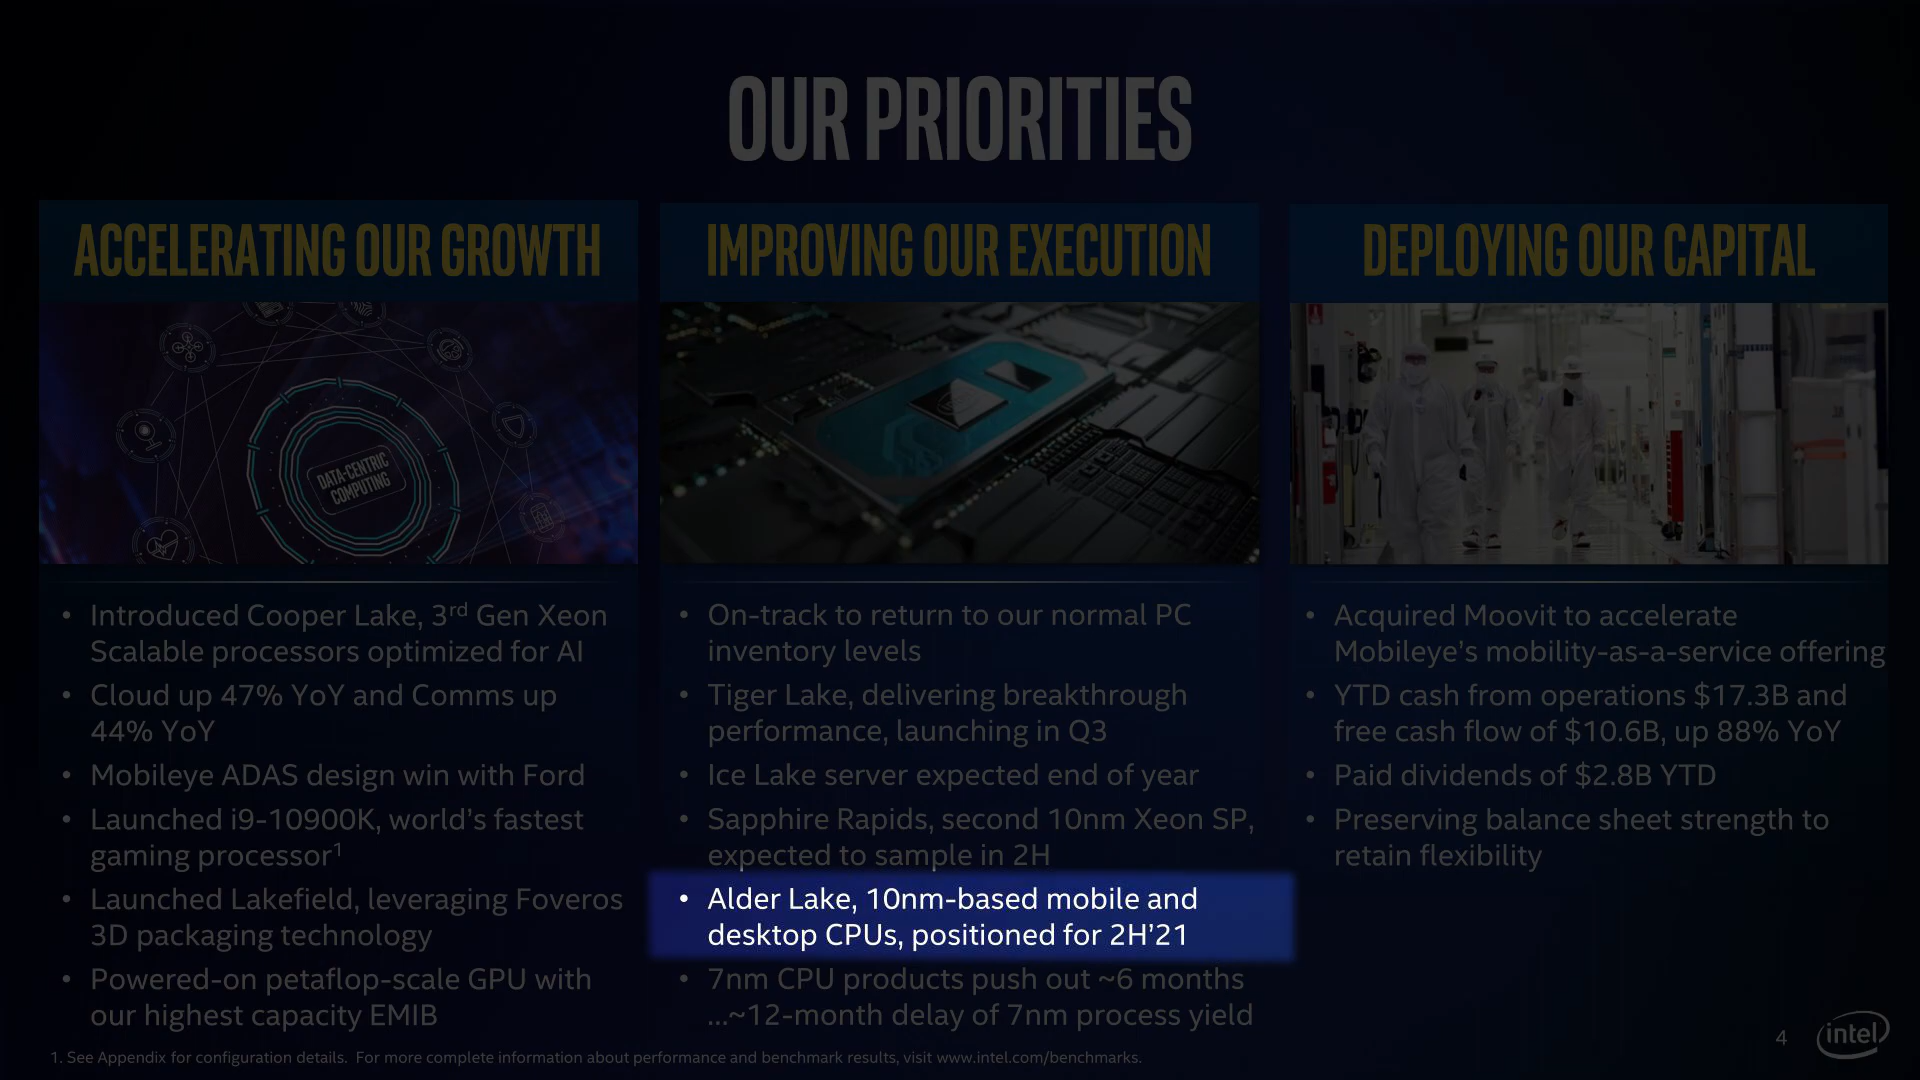 OUR PRIORITIES
ACCELERATING OUR GROWTH
DATA-CENTRIC
COMPUTING
• Introduced Cooper Lake, 3rd Gen Xeon
Scalable processors optimized for AI
• Cloud up 47% YoY and Comms up
44% YoY
• Mobileye ADAS design win with Ford
• Launched i9-10900K, world’s fastest
gaming processor1
• Launched Lakefield, leveraging Foveros
3D packaging technology
• Powered-on petaflop-scale GPU with
our highest capacity EMIB
IMPROVING OUR EXECUTION
• On-track to return to our normal PC
inventory levels
• Tiger Lake, delivering breakthrough
performance, launching in Q3
• Ice Lake server expected end of year
• Sapphire Rapids, second 10nm Xeon SP,
expected to sample in 2H
• Alder Lake, 10nm-based mobile and
desktop CPUs, positioned for 2H’21
• 7nm CPU products push out ~6 months
...~12-month delay of 7nm process yield
DEPLOYING OUR CAPITAL
• Acquired Moovit to accelerate
Mobileye’s mobility-as-a-service offering
• YTD cash from operations $17.3B and
free cash flow of $10.6B, up 88% YoY
• Paid dividends of $2.8B YTD
• Preserving balance sheet strength to
retain flexibility
1. See Appendix for configuration details.  For more complete information about performance and benchmark results, visit www.intel.com/benchmarks.
4
intel